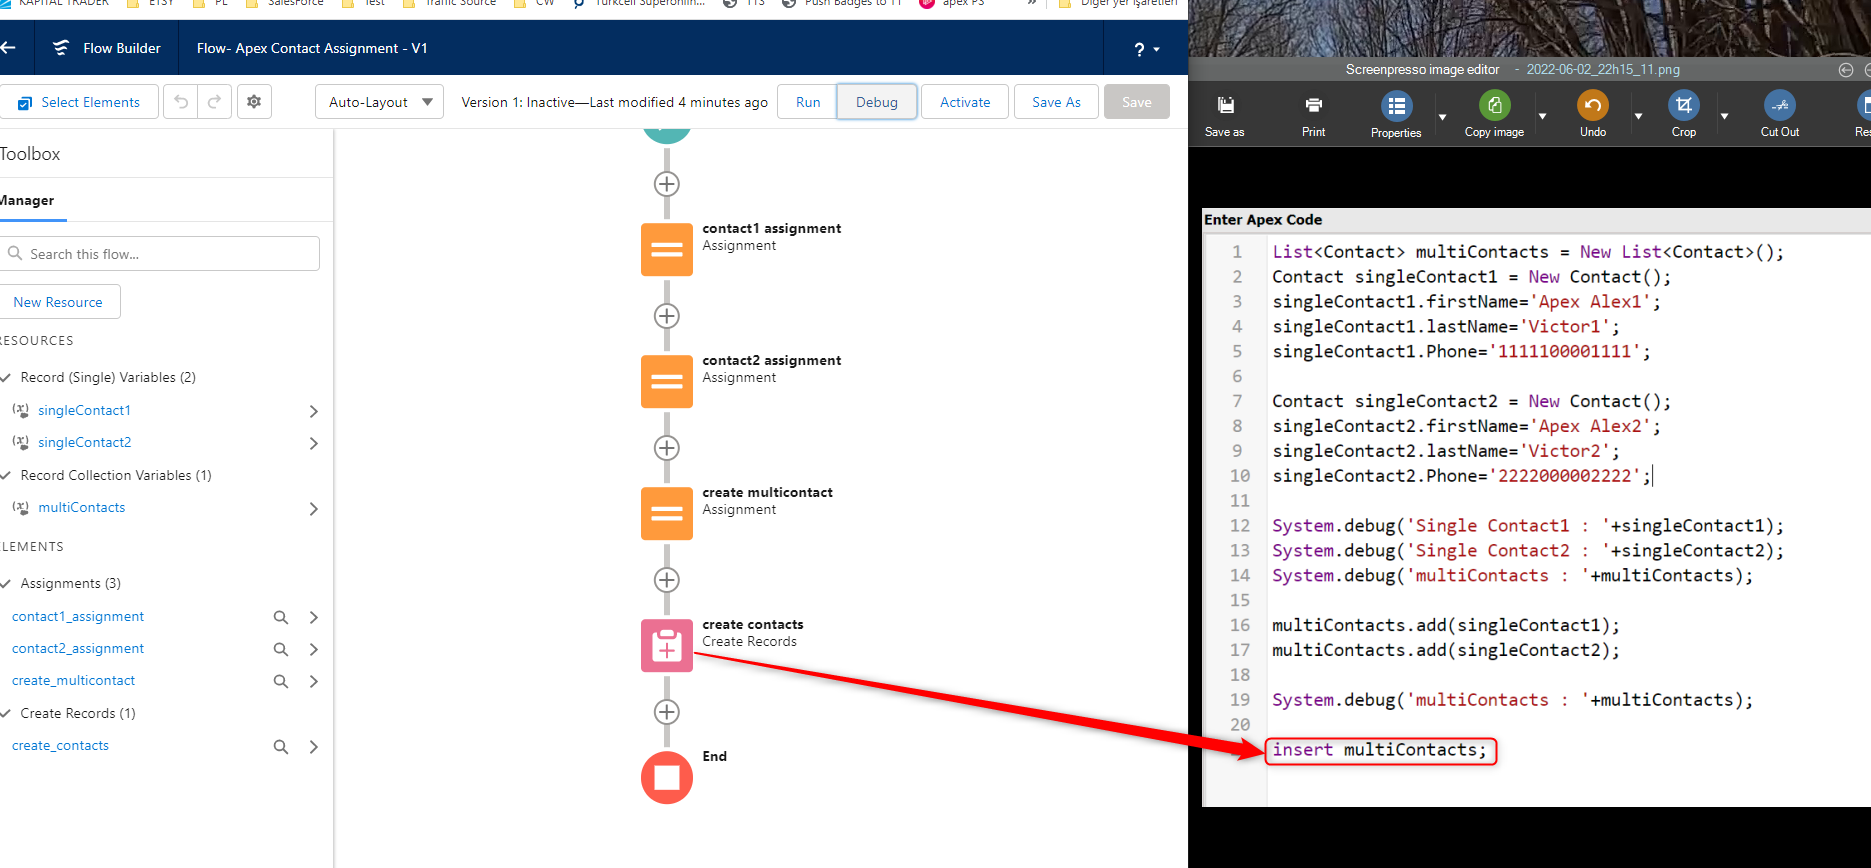 KAPITAL TRADER
ETSY
PL
SalesForce
Test
Traffic Source
CW
Turkcell Superonlin...
TTS
Push Badges to TT
apex PS
»
Diğer yer işaretleri
Flow Builder
Flow- Apex Contact Assignment - V1
?
Select Elements
Auto-Layout
Version 1: Inactive—Last modified 4 minutes ago
Run
Debug
Activate
Save As
Save
Toolbox
Manager
Search this flow...
New Resource
RESOURCES
Record (Single) Variables (2)
singleContact1
singleContact2
Record Collection Variables (1)
multiContacts
ELEMENTS
Assignments (3)
contact1_assignment
contact2_assignment
create_multicontact
Create Records (1)
create_contacts
contact1 assignment
Assignment
contact2 assignment
Assignment
create multicontact
Assignment
create contacts
Create Records
End
Screenpresso image editor - 2022-06-02_22h15_11.png
Save as
Print
Properties
Copy image
Undo
Crop
Cut Out
Enter Apex Code
1 List<Contact> multiContacts = New List<Contact>();
2 Contact singleContact1 = New Contact();
3 singleContact1.firstName='Apex Alex1';
4 singleContact1.lastName='Victor1';
5 singleContact1.Phone='1111100001111';
6
7 Contact singleContact2 = New Contact();
8 singleContact2.firstName='Apex Alex2';
9 singleContact2.lastName='Victor2';
10 singleContact2.Phone='2222000002222';
11
12 System.debug('Single Contact1 : '+singleContact1);
13 System.debug('Single Contact2 : '+singleContact2);
14 System.debug('multiContacts : '+multiContacts);
15
16 multiContacts.add(singleContact1);
17 multiContacts.add(singleContact2);
18
19 System.debug('multiContacts : '+multiContacts);
20
insert multiContacts;